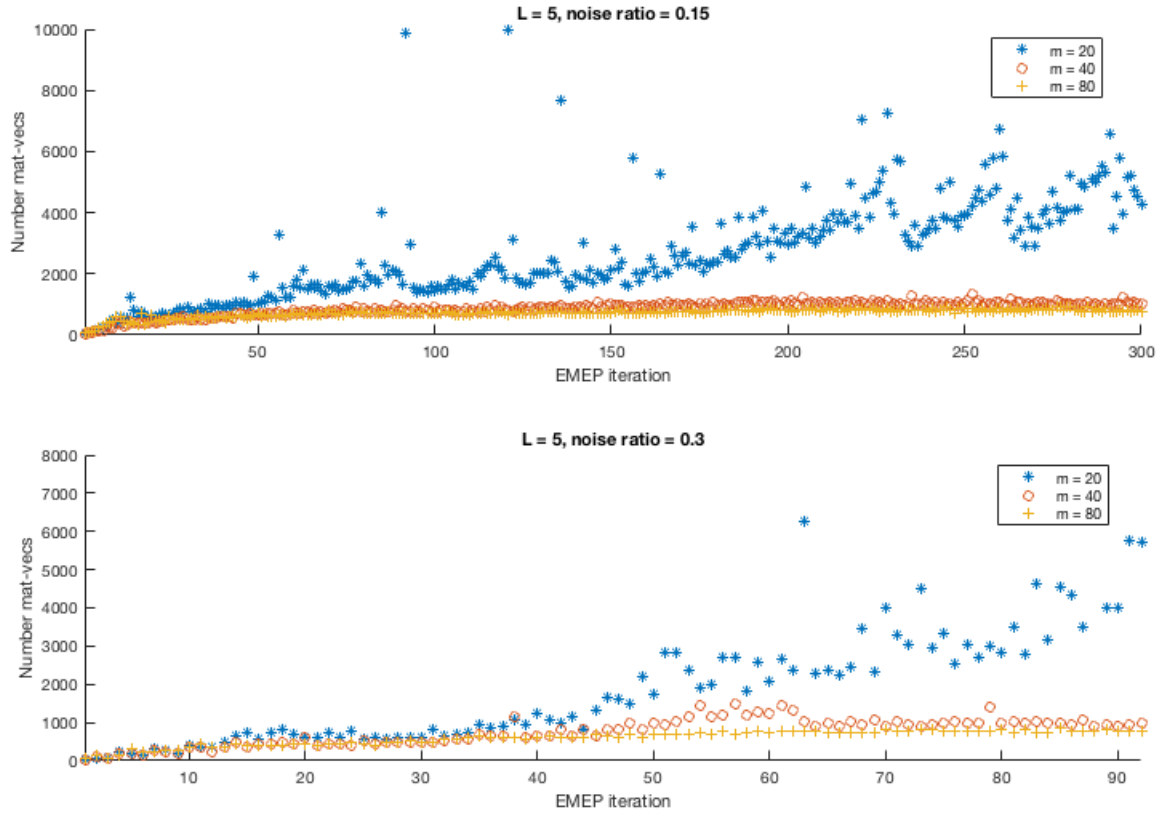 L = 5, noise ratio = 0.15
10000
8000
6000
4000
2000
0
Number mat-vecs
m = 20
m = 40
m = 80
50 100 150 200 250 300
EMEP iteration
L = 5, noise ratio = 0.3
8000
7000
6000
5000
4000
3000
2000
1000
0
Number mat-vecs
m = 20
m = 40
m = 80
10 20 30 40 50 60 70 80 90
EMEP iteration